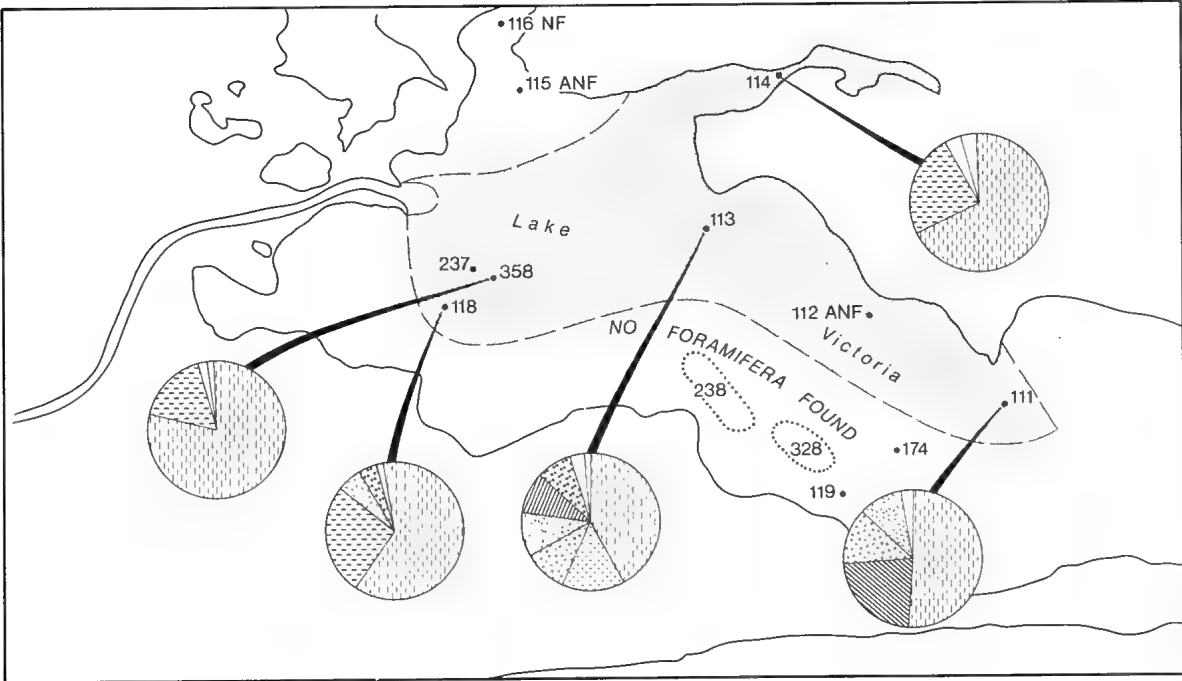 116 NF
115 ANF
114
Lake
113
237
358
118
112 ANF
NO FORAMIFERA FOUND
Victoria
238
328
111
174
119